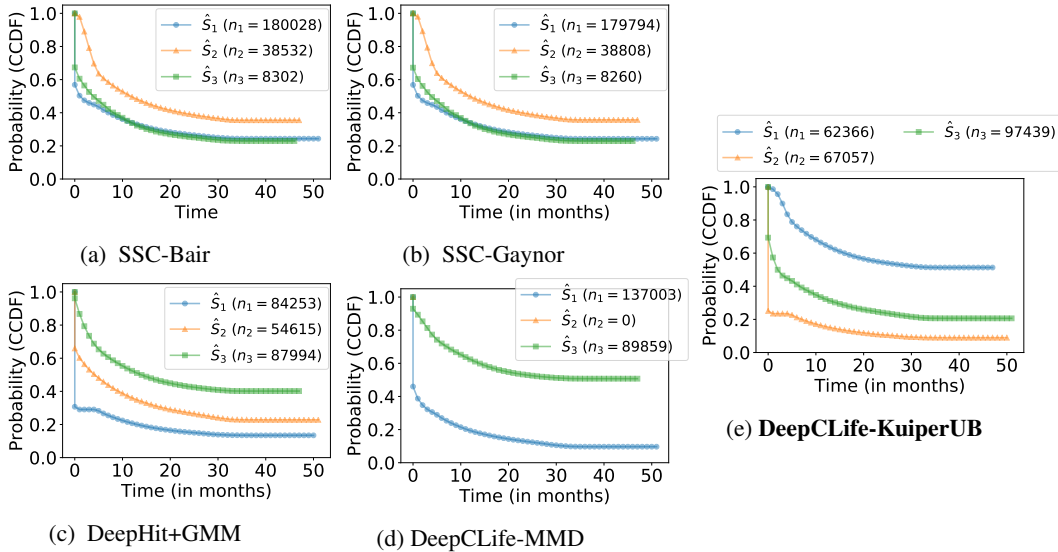 Probability (CCDF)
1.0
0.8
0.6
0.4
0.2
0.0
Ŝ₁ (n₁ = 180028)
Ŝ₂ (n₂ = 38532)
Ŝ₃ (n₃ = 8302)
0 10 20 30 40 50
Time
(a) SSC-Bair
Probability (CCDF)
1.0
0.8
0.6
0.4
0.2
0.0
Ŝ₁ (n₁ = 179794)
Ŝ₂ (n₂ = 38808)
Ŝ₃ (n₃ = 8260)
0 10 20 30 40 50
Time (in months)
(b) SSC-Gaynor
Probability (CCDF)
1.0
0.8
0.6
0.4
0.2
0.0
Ŝ₁ (n₁ = 84253)
Ŝ₂ (n₂ = 54615)
Ŝ₃ (n₃ = 87994)
0 10 20 30 40 50
Time (in months)
(c) DeepHit+GMM
Probability (CCDF)
1.0
0.8
0.6
0.4
0.2
0.0
Ŝ₁ (n₁ = 137003)
Ŝ₂ (n₂ = 0)
Ŝ₃ (n₃ = 89859)
0 10 20 30 40 50
Time (in months)
(d) DeepCLife-MMD
Ŝ₁ (n₁ = 62366) Ŝ₃ (n₃ = 97439)
Ŝ₂ (n₂ = 67057)
Probability (CCDF)
1.0
0.8
0.6
0.4
0.2
0.0
0 10 20 30 40 50
Time (in months)
(e) DeepCLife-KuiperUB